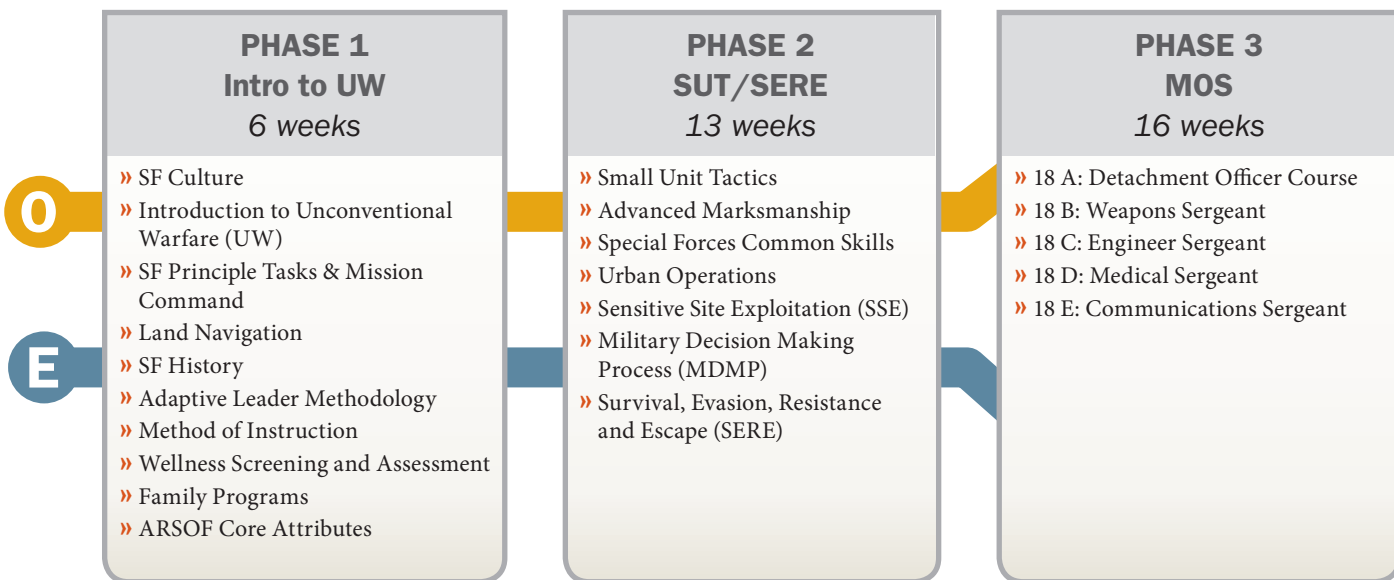 PHASE 1
Intro to UW
6 weeks
» SF Culture
» Introduction to Unconventional
Warfare (UW)
» SF Principle Tasks & Mission
Command
» Land Navigation
» SF History
» Adaptive Leader Methodology
» Method of Instruction
» Wellness Screening and Assessment
» Family Programs
» ARSOF Core Attributes
PHASE 2
SUT/SERE
13 weeks
» Small Unit Tactics
» Advanced Marksmanship
» Special Forces Common Skills
» Urban Operations
» Sensitive Site Exploitation (SSE)
» Military Decision Making
Process (MDMP)
» Survival, Evasion, Resistance
and Escape (SERE)
PHASE 3
MOS
16 weeks
» 18 A: Detachment Officer Course
» 18 B: Weapons Sergeant
» 18 C: Engineer Sergeant
» 18 D: Medical Sergeant
» 18 E: Communications Sergeant
O
E